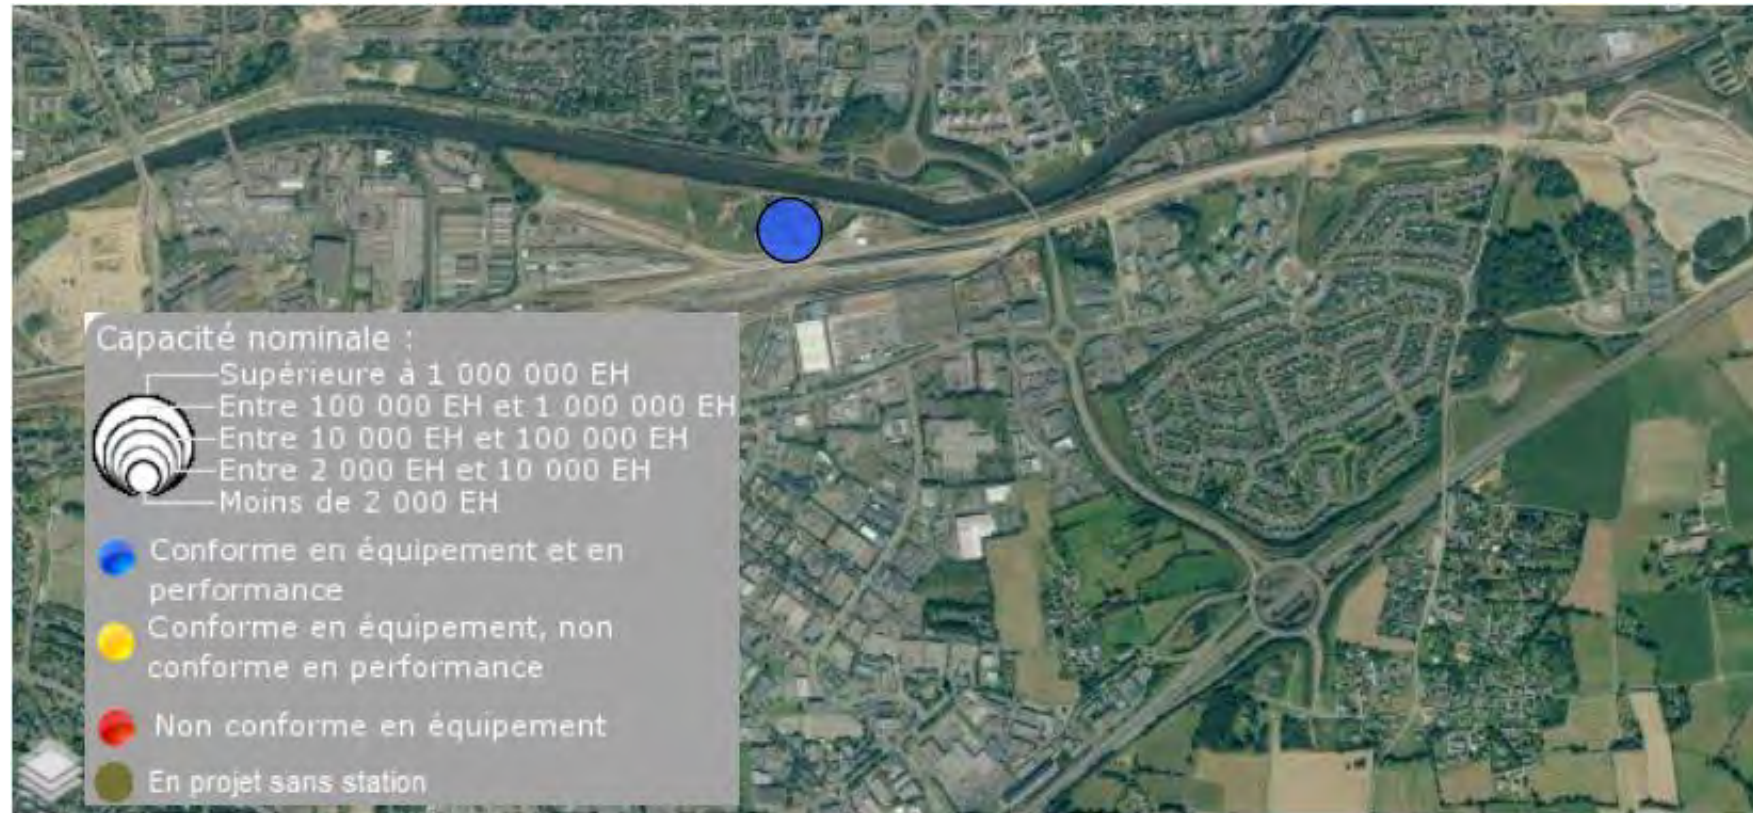 Capacité nominale :
Supérieure à 1 000 000 EH
Entre 100 000 EH et 1 000 000 EH
Entre 10 000 EH et 100 000 EH
Entre 2 000 EH et 10 000 EH
Moins de 2 000 EH
Conforme en équipement et en
performance
Conforme en équipement, non
conforme en performance
Non conforme en équipement
En projet sans station